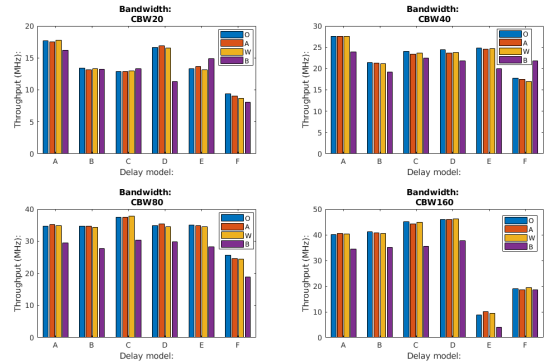 Bandwidth:
CBW20
20
15
10
5
0
Throughput (MHz):
A B C D E F
Delay model:
O
A
W
B
Bandwidth:
CBW40
30
25
20
15
10
5
0
Throughput (MHz):
A B C D E F
Delay model:
O
A
W
B
Bandwidth:
CBW80
40
30
20
10
0
Throughput (MHz):
A B C D E F
Delay model:
O
A
W
B
Bandwidth:
CBW160
50
40
30
20
10
0
Throughput (MHz):
A B C D E F
Delay model:
O
A
W
B